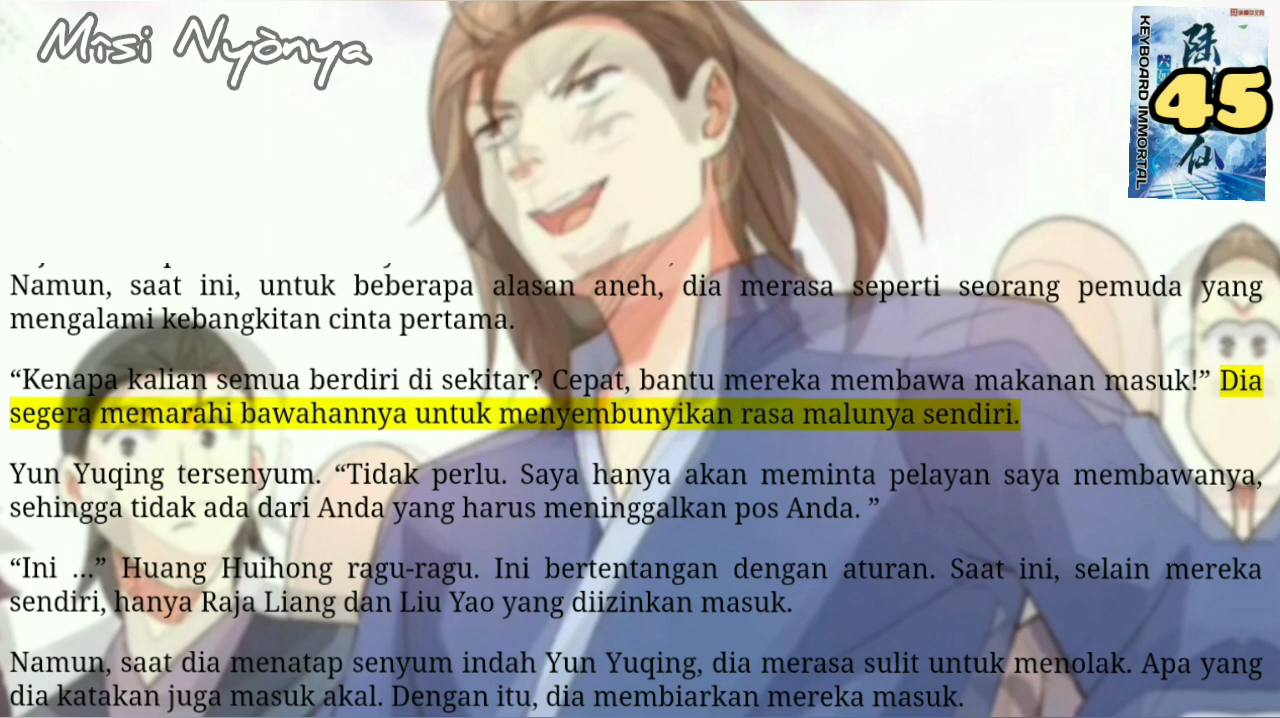 Mîsi Nyònya
KEYBOARD IMMORTAL
45
Namun, saat ini, untuk beberapa alasan aneh, dia merasa seperti seorang pemuda yang
mengalami kebangkitan cinta pertama.
“Kenapa kalian semua berdiri di sekitar? Cepat, bantu mereka membawa makanan masuk!” Dia
segera memarahi bawahannya untuk menyembunyikan rasa malunya sendiri.
Yun Yuqing tersenyum. “Tidak perlu. Saya hanya akan meminta pelayan saya membawanya,
sehingga tidak ada dari Anda yang harus meninggalkan pos Anda. ”
“Ini ...” Huang Huihong ragu-ragu. Ini bertentangan dengan aturan. Saat ini, selain mereka
sendiri, hanya Raja Liang dan Liu Yao yang diizinkan masuk.
Namun, saat dia menatap senyum indah Yun Yuqing, dia merasa sulit untuk menolak. Apa yang
dia katakan juga masuk akal. Dengan itu, dia membiarkan mereka masuk.